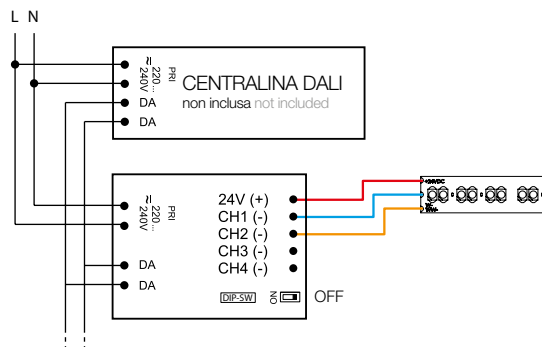 L N
PRI
≂ 220...
240V
CENTRALINA DALI
non inclusa not included
DA
DA
PRI
≂ 220...
240V
24V (+)
CH1 (-)
CH2 (-)
CH3 (-)
CH4 (-)
DA
DA
DIP-SW
ON
OFF
+24VDC